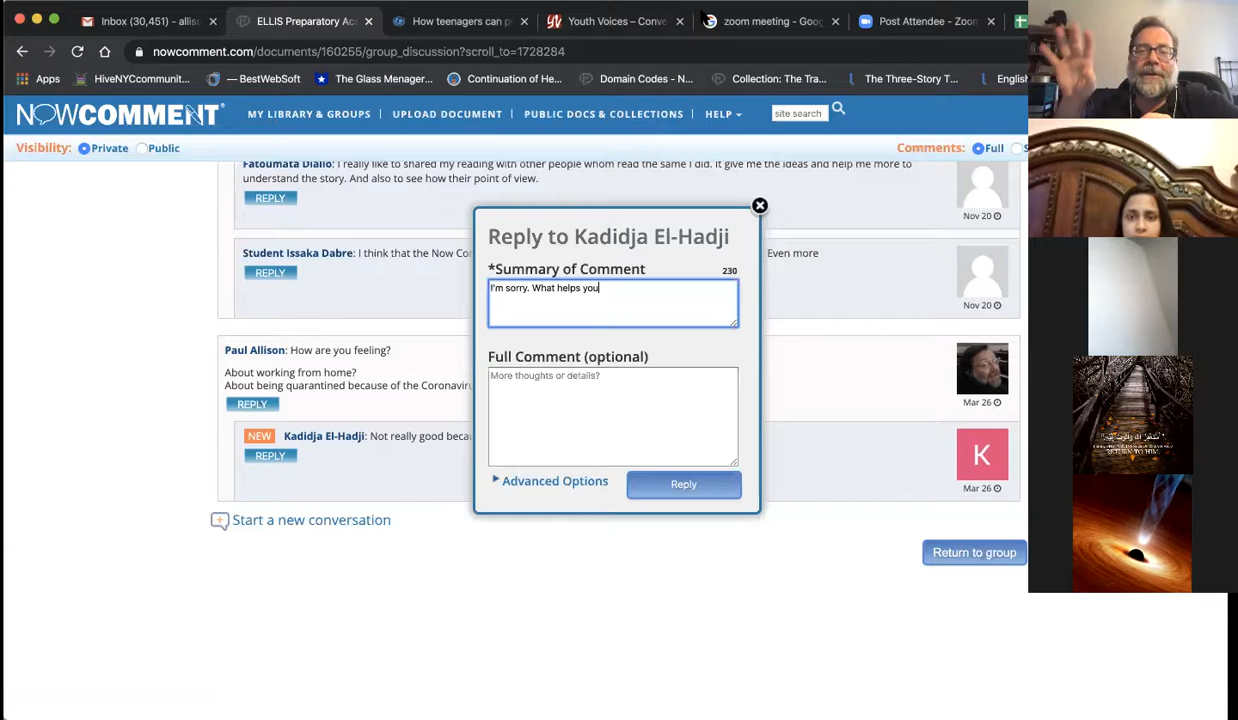 Inbox (30,451) - allis
ELLIS Preparatory Ac
How teenagers can p
Youth Voices – Conve
zoom meeting - Goo
Post Attendee - Zoom
nowcomment.com/documents/160255/group_discussion?scroll_to=1728284
Apps
HiveNYCcommunit...
— BestWebSoft
The Glass Menager...
Continuation of He...
Domain Codes - N...
Collection: The Tra...
The Three-Story T...
English
NOWCOMMENT
MY LIBRARY & GROUPS | UPLOAD DOCUMENT | PUBLIC DOCS & COLLECTIONS | HELP
site search
Visibility: Private Public
Comments: Full S
Fatoumata Diallo: I really like to shared my reading with other people whom read the same I did. It give me the ideas and help me more to
understand the story. And also to see how their point of view.
REPLY
Nov 20
Student Issaka Dabre: I think that the Now Co
Even more
REPLY
Nov 20
Paul Allison: How are you feeling?
About working from home?
About being quarantined because of the Coronaviru
REPLY
Mar 26
NEW Kadidja El-Hadji: Not really good beca
REPLY
K
Mar 26
Start a new conversation
Return to group
Reply to Kadidja El-Hadji
*Summary of Comment
230
I'm sorry. What helps you
Full Comment (optional)
More thoughts or details?
Advanced Options
Reply
RETURN TO HIM.